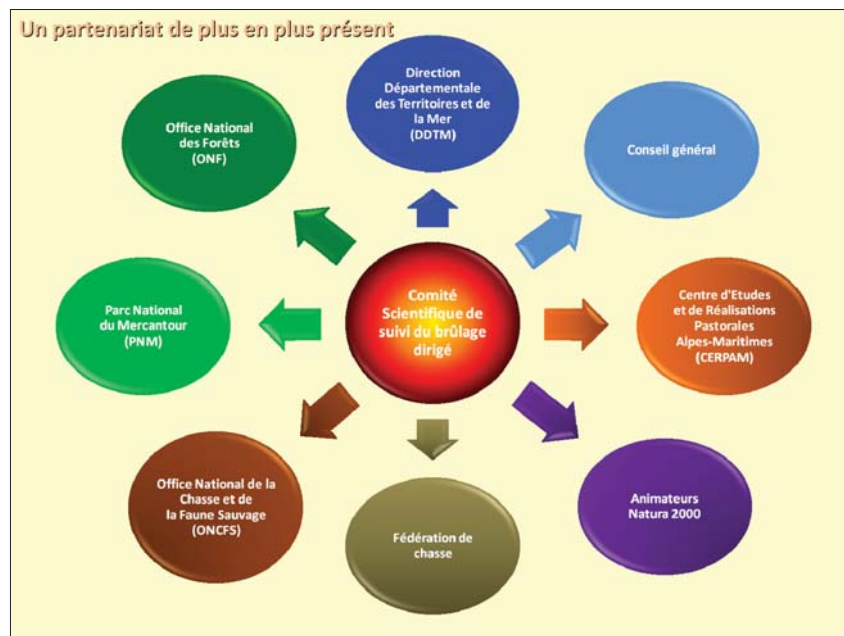 Un partenariat de plus en plus présent
Direction
Départementale
des Territoires et de
la Mer
(DDTM)
Office National
des Forêts
(ONF)
Conseil général
Parc National
du Mercantour
(PNM)
Comité
Scientifique de
suivi du brûlage
dirigé
Centre d'Etudes
et de Réalisations
Pastorales
Alpes-Maritimes
(CERPAM)
Office National de la
Chasse et de
la Faune Sauvage
(ONCFS)
Fédération de
chasse
Animateurs
Natura 2000